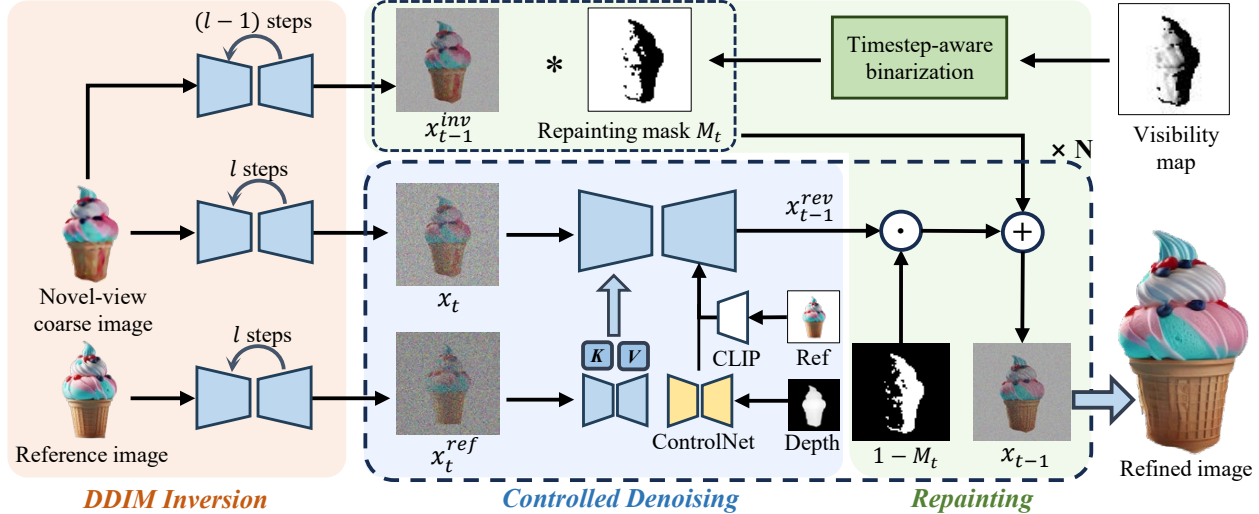 (l − 1) steps
x_{t−1}^{inv}
*
Repainting mask M_t
Timestep-aware
binarization
Visibility
map
× N
l steps
Novel-view
coarse image
x_t
x_{t−1}^{rev}
·
+
K V
CLIP
Ref
l steps
Reference image
x_t^{ref}
ControlNet
Depth
1 − M_t
x_{t−1}
Refined image
DDIM Inversion
Controlled Denoising
Repainting